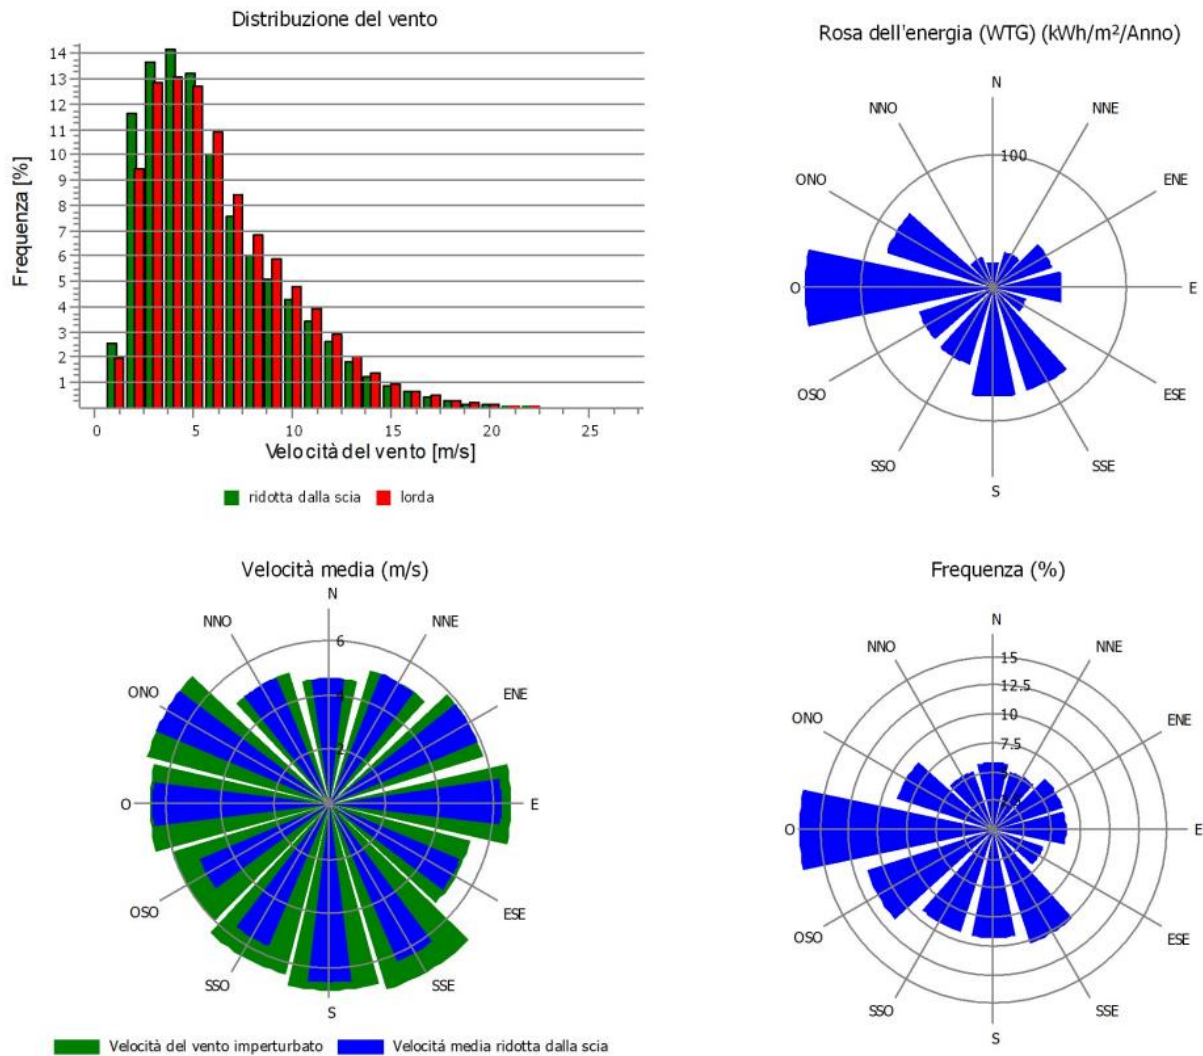 Distribuzione del vento
Frequenza [%]
14
13
12
11
10
9
8
7
6
5
4
3
2
1
0 5 10 15 20 25
Velocità del vento [m/s]
ridotta dalla scia lorda
Rosa dell'energia (WTG) (kWh/m²/Anno)
N
NNO NNE
100
ONO ENE
O E
OSO ESE
SSO SSE
S
Velocità media (m/s)
N
NNO NNE
6
ONO ENE
4
2
O E
OSO ESE
SSO SSE
S
Velocità del vento imperturbato Velocitá media ridotta dalla scia
Frequenza (%)
N
NNO NNE
15
12.5
ONO 10 ENE
7.5
O E
OSO ESE
SSO SSE
S